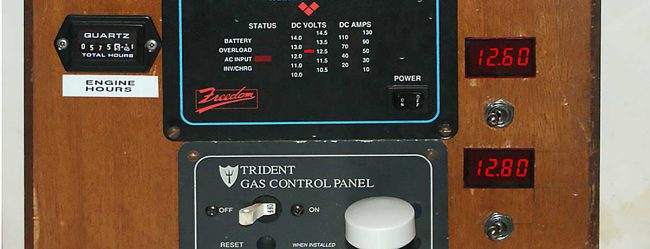 QUARTZ
TOTAL HOURS
ENGINE
HOURS
STATUS DC VOLTS DC AMPS
BATTERY
OVERLOAD
AC INPUT
INV/CHRG
14.5
14.0 13.5
13.0 12.5
12.0 11.5
11.0 10.5
10.0
130
110 90
70
50
40 30
20 10
POWER
ON OFF
Freedom
12.60
12.80
TRIDENT
GAS CONTROL PANEL
OFF OFF ON
RESET WHEN INSTALLED